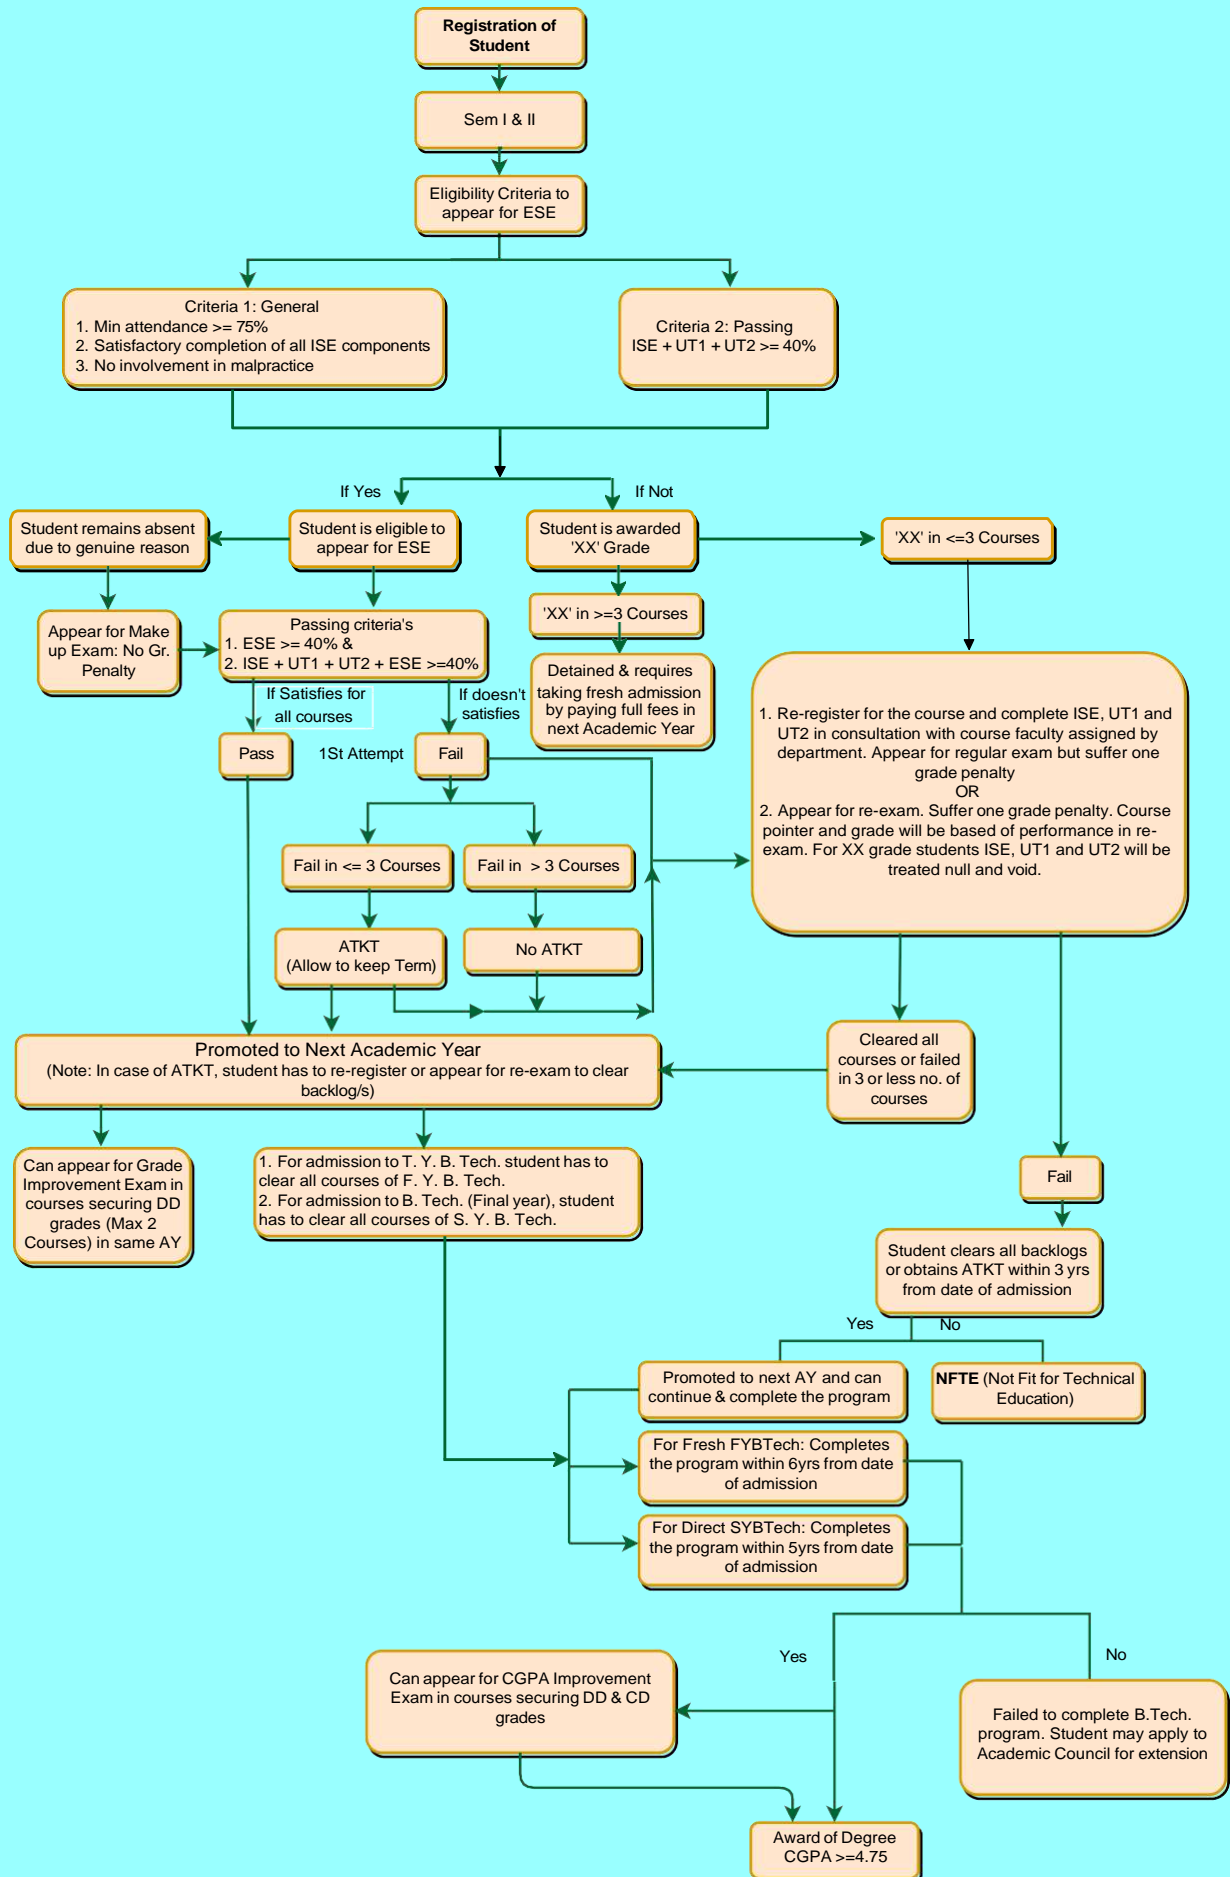 Registration of
Student
Sem I & II
Eligibility Criteria to
appear for ESE
Criteria 1: General
1. Min attendance >= 75%
2. Satisfactory completion of all ISE components
3. No involvement in malpractice
Criteria 2: Passing
ISE + UT1 + UT2 >= 40%
If Yes
If Not
Student remains absent
due to genuine reason
Student is eligible to
appear for ESE
Student is awarded
'XX' Grade
'XX' in <=3 Courses
Appear for Make
up Exam: No Gr.
Penalty
Passing criteria's
1. ESE >= 40% &
2. ISE + UT1 + UT2 + ESE >=40%
'XX' in >=3 Courses
Detained & requires
taking fresh admission
by paying full fees in
next Academic Year
If Satisfies for
all courses
If doesn't
satisfies
Pass
1St Attempt
Fail
1. Re-register for the course and complete ISE, UT1 and
UT2 in consultation with course faculty assigned by
department. Appear for regular exam but suffer one
grade penalty
OR
2. Appear for re-exam. Suffer one grade penalty. Course
pointer and grade will be based of performance in re-
exam. For XX grade students ISE, UT1 and UT2 will be
treated null and void.
Fail in <= 3 Courses
Fail in > 3 Courses
ATKT
(Allow to keep Term)
No ATKT
Promoted to Next Academic Year
(Note: In case of ATKT, student has to re-register or appear for re-exam to clear
backlog/s)
Cleared all
courses or failed
in 3 or less no. of
courses
Can appear for Grade
Improvement Exam in
courses securing DD
grades (Max 2
Courses) in same AY
1. For admission to T. Y. B. Tech. student has to
clear all courses of F. Y. B. Tech.
2. For admission to B. Tech. (Final year), student
has to clear all courses of S. Y. B. Tech.
Fail
Student clears all backlogs
or obtains ATKT within 3 yrs
from date of admission
Yes
No
Promoted to next AY and can
continue & complete the program
NFTE (Not Fit for Technical
Education)
For Fresh FYBTech: Completes
the program within 6yrs from date
of admission
For Direct SYBTech: Completes
the program within 5yrs from date
of admission
Yes
No
Can appear for CGPA Improvement
Exam in courses securing DD & CD
grades
Failed to complete B.Tech.
program. Student may apply to
Academic Council for extension
Award of Degree
CGPA >=4.75